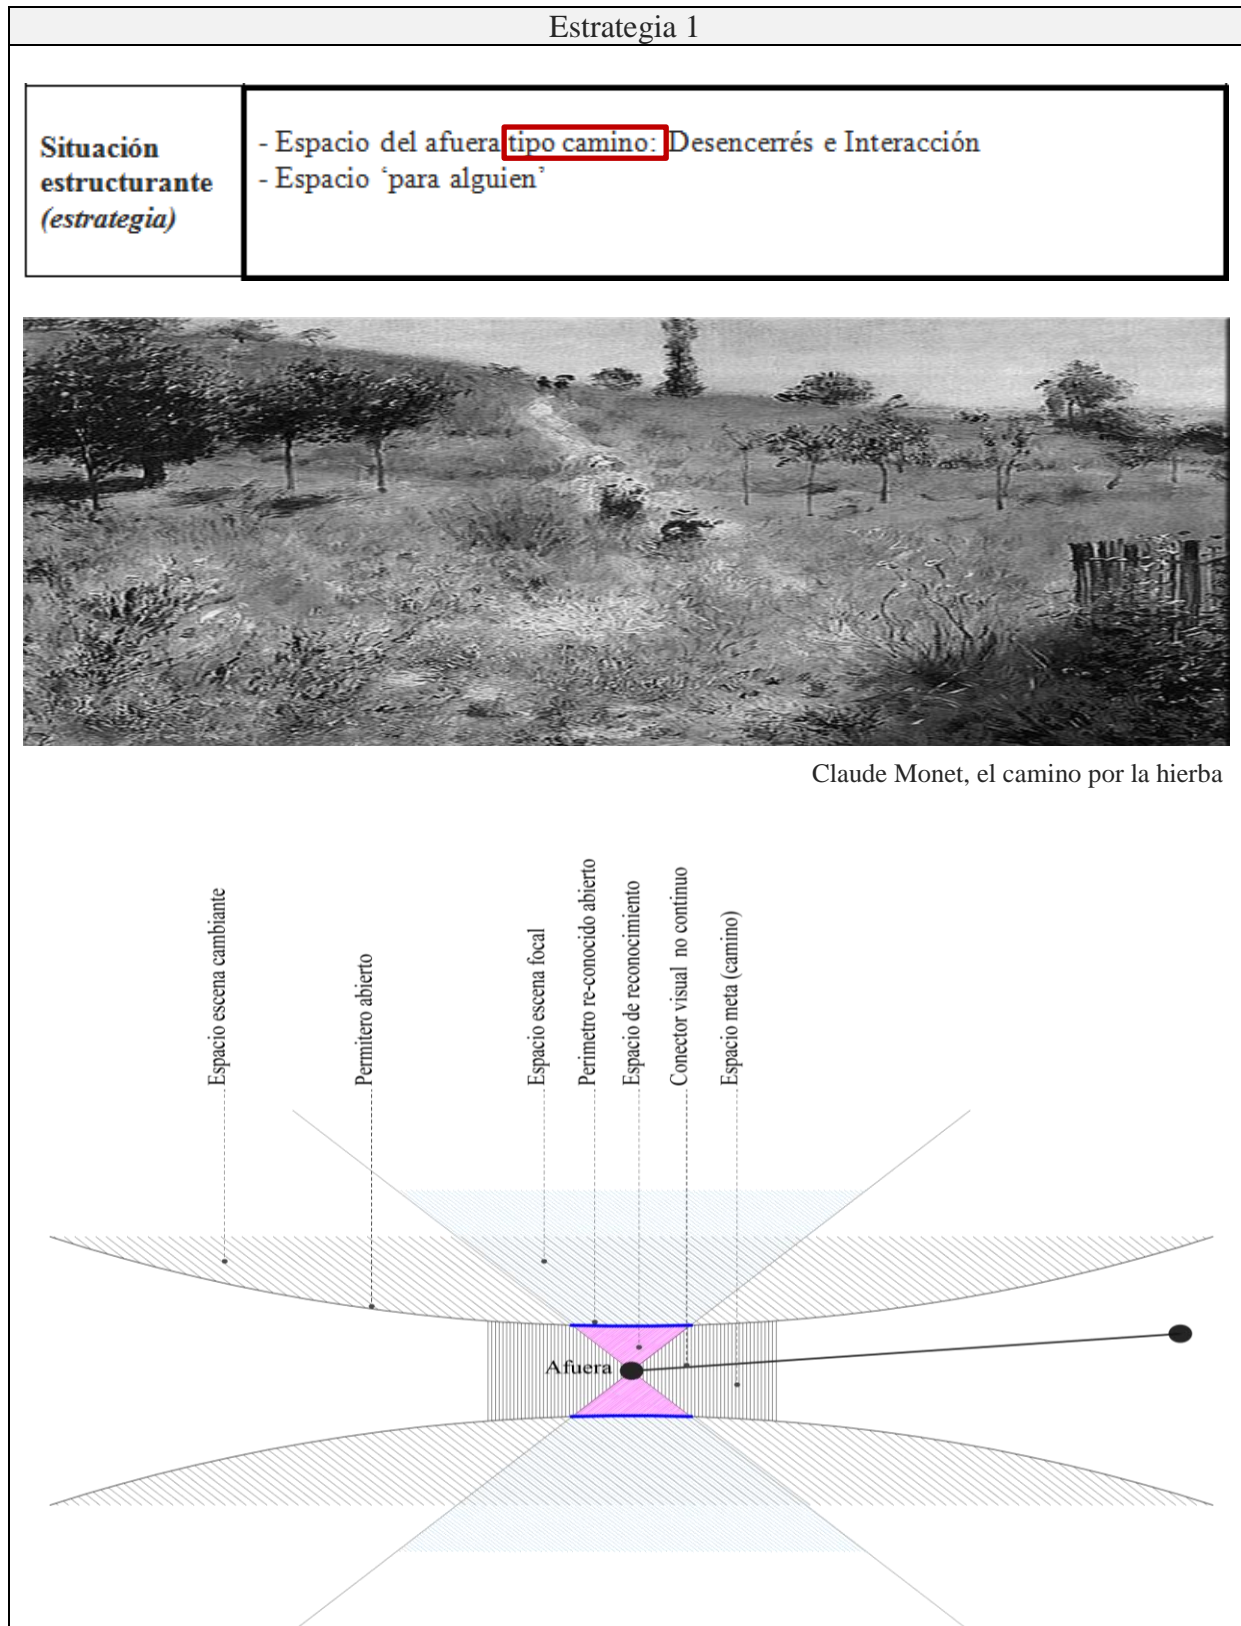 Estrategia 1
Situación
estructurante
(estrategia)
- Espacio del afuera tipo camino: Desencerrés e Interacción
- Espacio ‘para alguien’
Claude Monet, el camino por la hierba
Espacio escena cambiante
Permitero abierto
Espacio escena focal
Perimetro re-conocido abierto
Espacio de reconocimiento
Conector visual no continuo
Espacio meta (camino)
Afuera